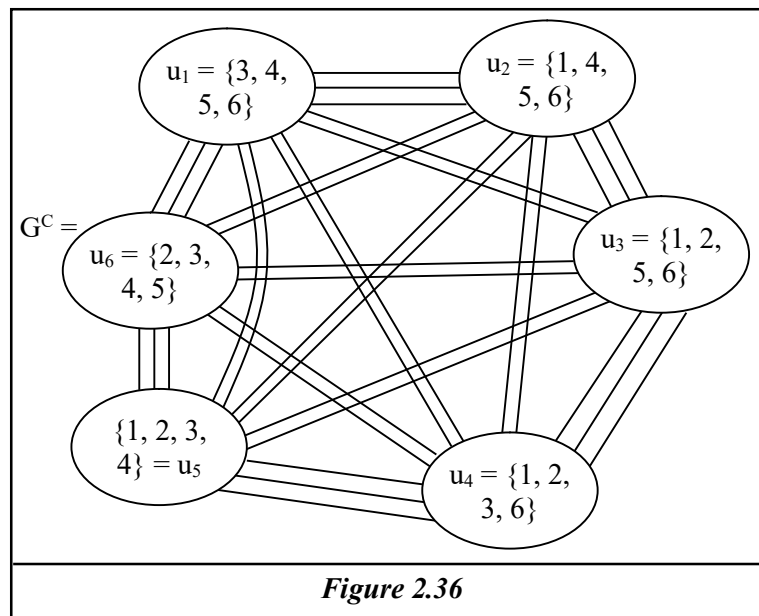 u₁ = {3, 4,
5, 6}
u₂ = {1, 4,
5, 6}
Gᶜ =
u₆ = {2, 3,
4, 5}
u₃ = {1, 2,
5, 6}
{1, 2, 3,
4} = u₅
u₄ = {1, 2,
3, 6}
Figure 2.36